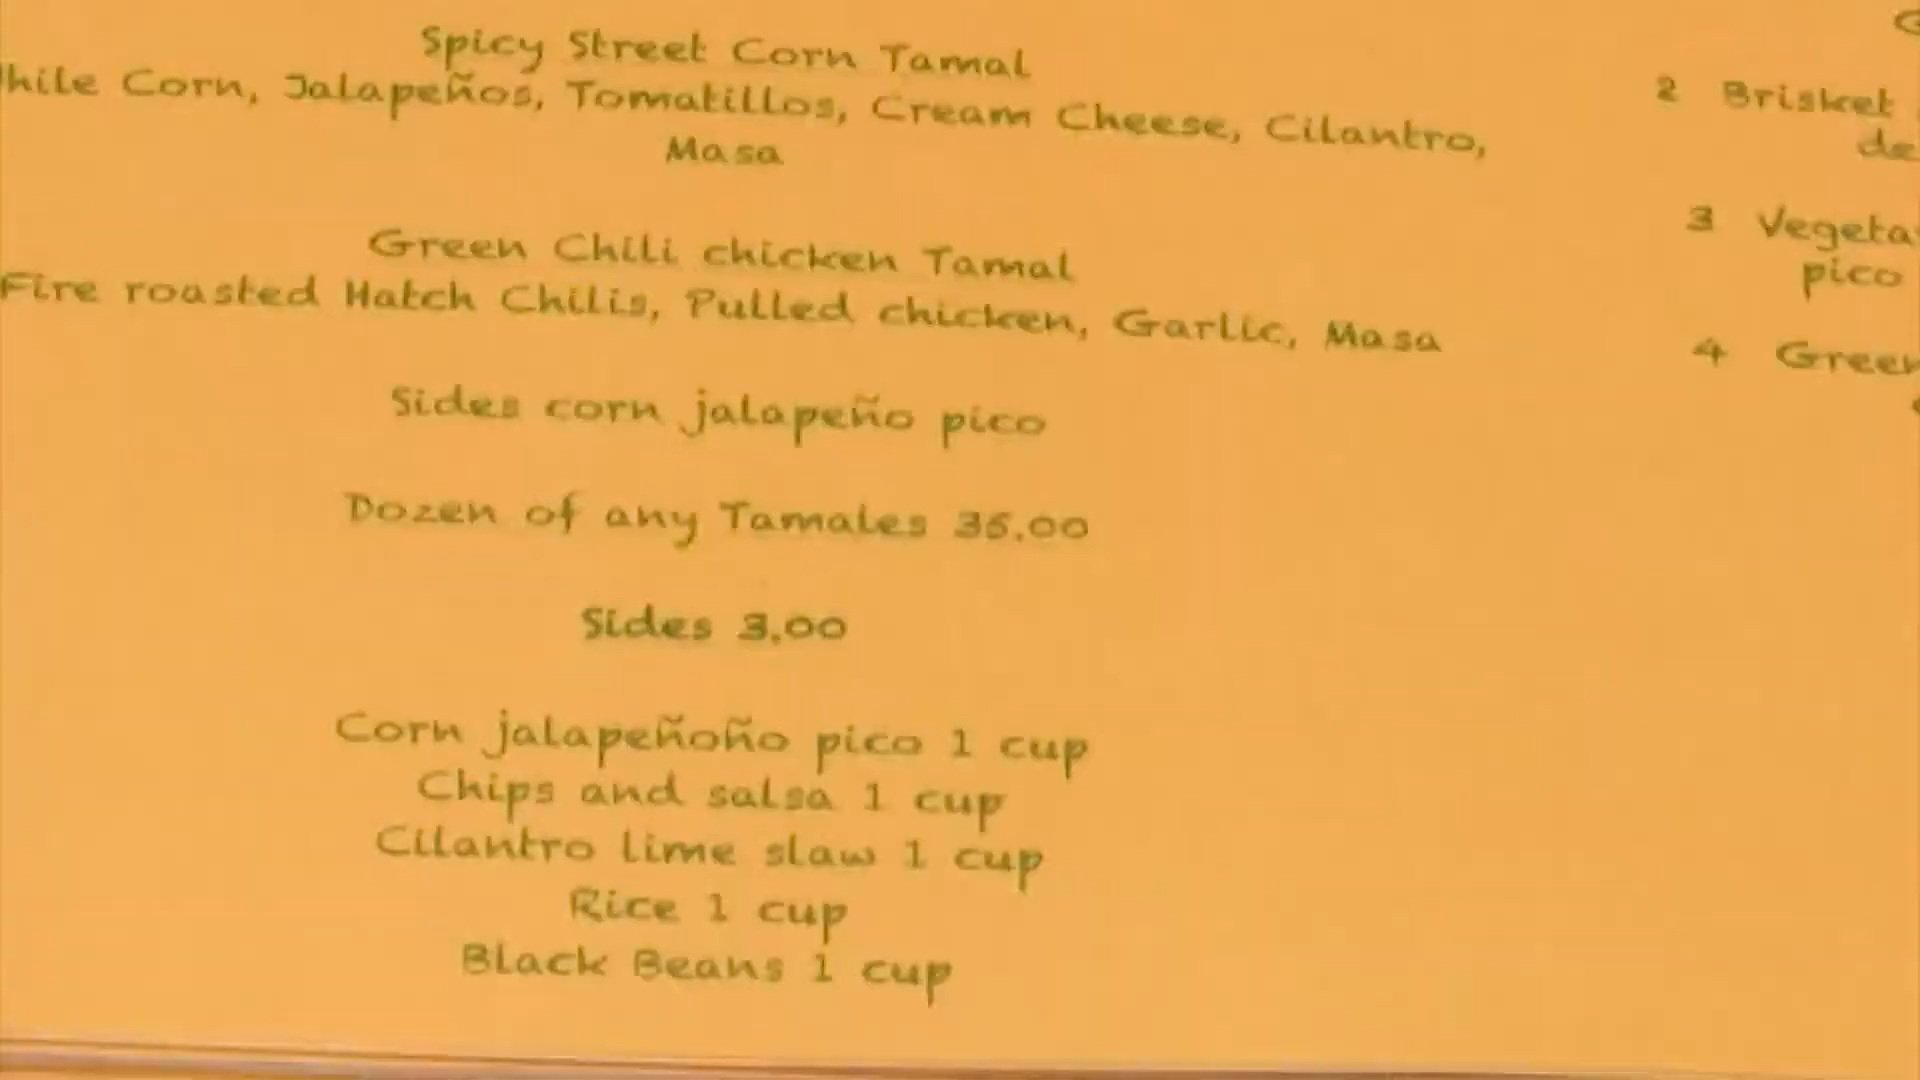 Spicy Street Corn Tamal
hile Corn, Jalapeños, Tomatillos, Cream Cheese, Cilantro,
Masa
Green Chili chicken Tamal
Fire roasted Hatch Chilis, Pulled chicken, Garlic, Masa
Sides corn jalapeño pico
Dozen of any Tamales 35.00
Sides 3.00
Corn jalapeñoño pico 1 cup
Chips and salsa 1 cup
Cilantro lime slaw 1 cup
Rice 1 cup
Black Beans 1 cup
2 Brisket
de
3 Vegeta
pico
4 Green